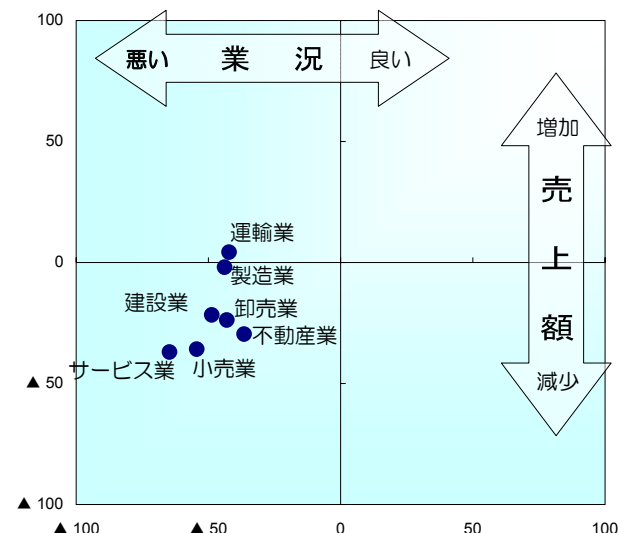 100
悪い 業 況 良い
増加
50
売
上
額
運輸業
0
製造業
建設業
卸売業
不動産業
サービス業 小売業
減少
▲ 50
▲ 100
▲ 100 ▲ 50 0 50 100